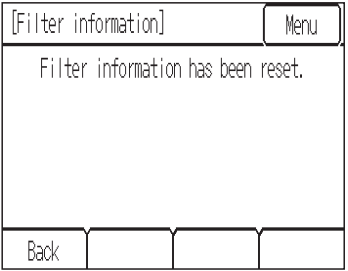 [Filter information] Menu
Filter information has been reset.
Back